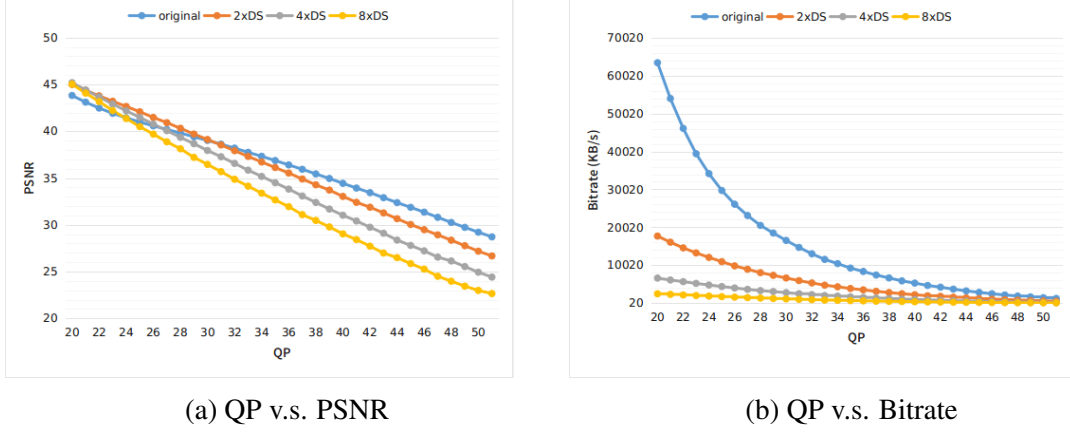 original 2xDS 4xDS 8xDS
50
45
40
35
30
25
20
PSNR
20 22 24 26 28 30 32 34 36 38 40 42 44 46 48 50
QP
(a) QP v.s. PSNR
original 2xDS 4xDS 8xDS
70020
60020
50020
40020
30020
20020
10020
20
Bitrate (KB/s)
20 22 24 26 28 30 32 34 36 38 40 42 44 46 48 50
QP
(b) QP v.s. Bitrate